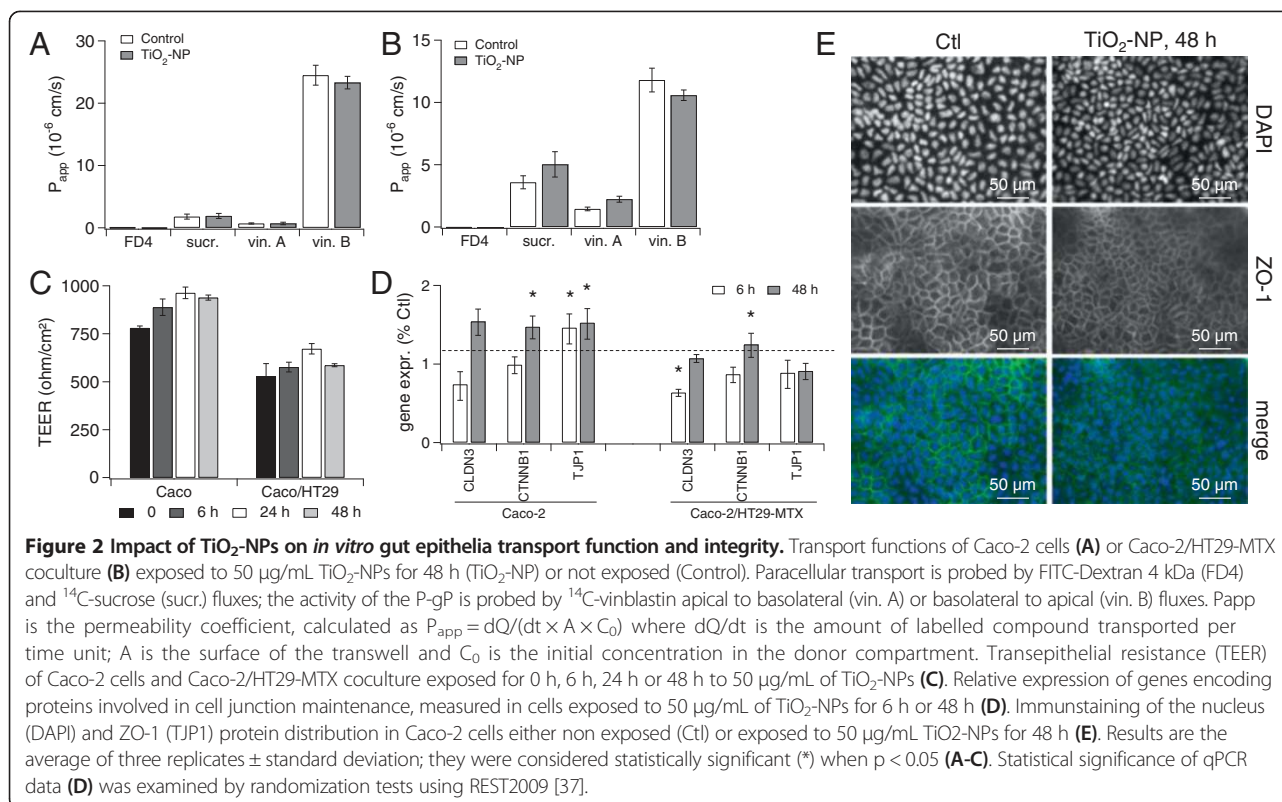 A
30
20
10
0
P_app (10^-6 cm/s)
Control
TiO2-NP
FD4 sucr. vin. A vin. B
B
15
10
5
0
P_app (10^-6 cm/s)
Control
TiO2-NP
FD4 sucr. vin. A vin. B
C
1000
750
500
250
0
TEER (ohm/cm²)
Caco Caco/HT29
0 6 h 24 h 48 h
D
2
1
0
gene expr. (% Ctl)
6 h 48 h
* * * * *
CLDN3 CTNNB1 TJP1 CLDN3 CTNNB1 TJP1
Caco-2 Caco-2/HT29-MTX
E
Ctl TiO2-NP, 48 h
DAPI
50 µm 50 µm
ZO-1
50 µm 50 µm
merge
50 µm 50 µm
Figure 2 Impact of TiO2-NPs on in vitro gut epithelia transport function and integrity. Transport functions of Caco-2 cells (A) or Caco-2/HT29-MTX
coculture (B) exposed to 50 µg/mL TiO2-NPs for 48 h (TiO2-NP) or not exposed (Control). Paracellular transport is probed by FITC-Dextran 4 kDa (FD4)
and 14C-sucrose (sucr.) fluxes; the activity of the P-gP is probed by 14C-vinblastin apical to basolateral (vin. A) or basolateral to apical (vin. B) fluxes. Papp
is the permeability coefficient, calculated as Papp = dQ/(dt × A × C0) where dQ/dt is the amount of labelled compound transported per
time unit; A is the surface of the transwell and C0 is the initial concentration in the donor compartment. Transepithelial resistance (TEER)
of Caco-2 cells and Caco-2/HT29-MTX coculture exposed for 0 h, 6 h, 24 h or 48 h to 50 µg/mL of TiO2-NPs (C). Relative expression of genes encoding
proteins involved in cell junction maintenance, measured in cells exposed to 50 µg/mL of TiO2-NPs for 6 h or 48 h (D). Immunstaining of the nucleus
(DAPI) and ZO-1 (TJP1) protein distribution in Caco-2 cells either non exposed (Ctl) or exposed to 50 µg/mL TiO2-NPs for 48 h (E). Results are the
average of three replicates ± standard deviation; they were considered statistically significant (*) when p < 0.05 (A-C). Statistical significance of qPCR
data (D) was examined by randomization tests using REST2009 [37].